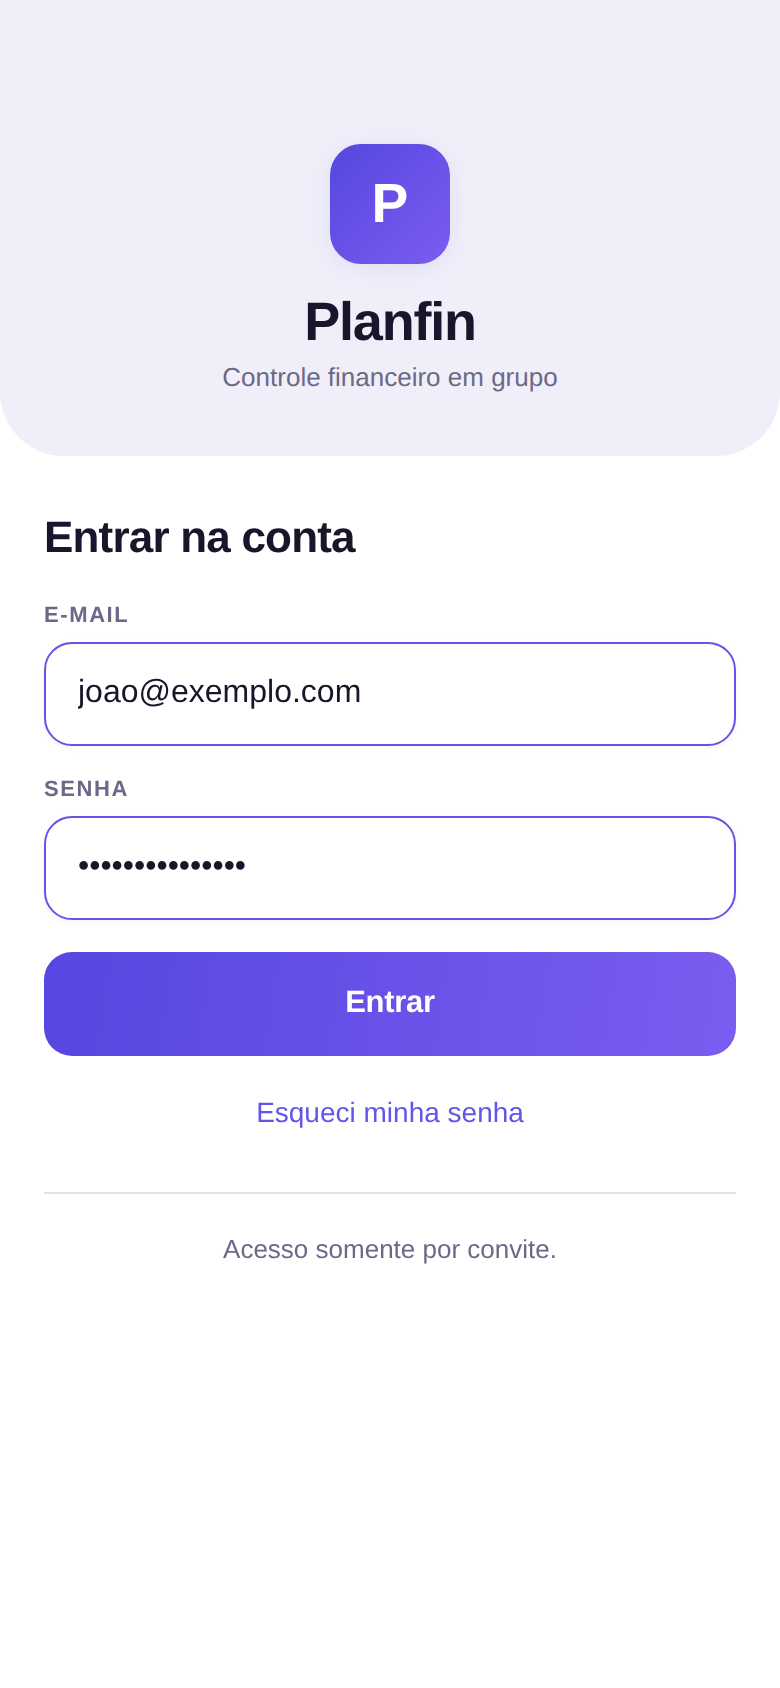 P
Planfin
Controle financeiro em grupo
Entrar na conta
E-MAIL
joao@exemplo.com
SENHA
•••••••••••••••
Entrar
Esqueci minha senha
Acesso somente por convite.